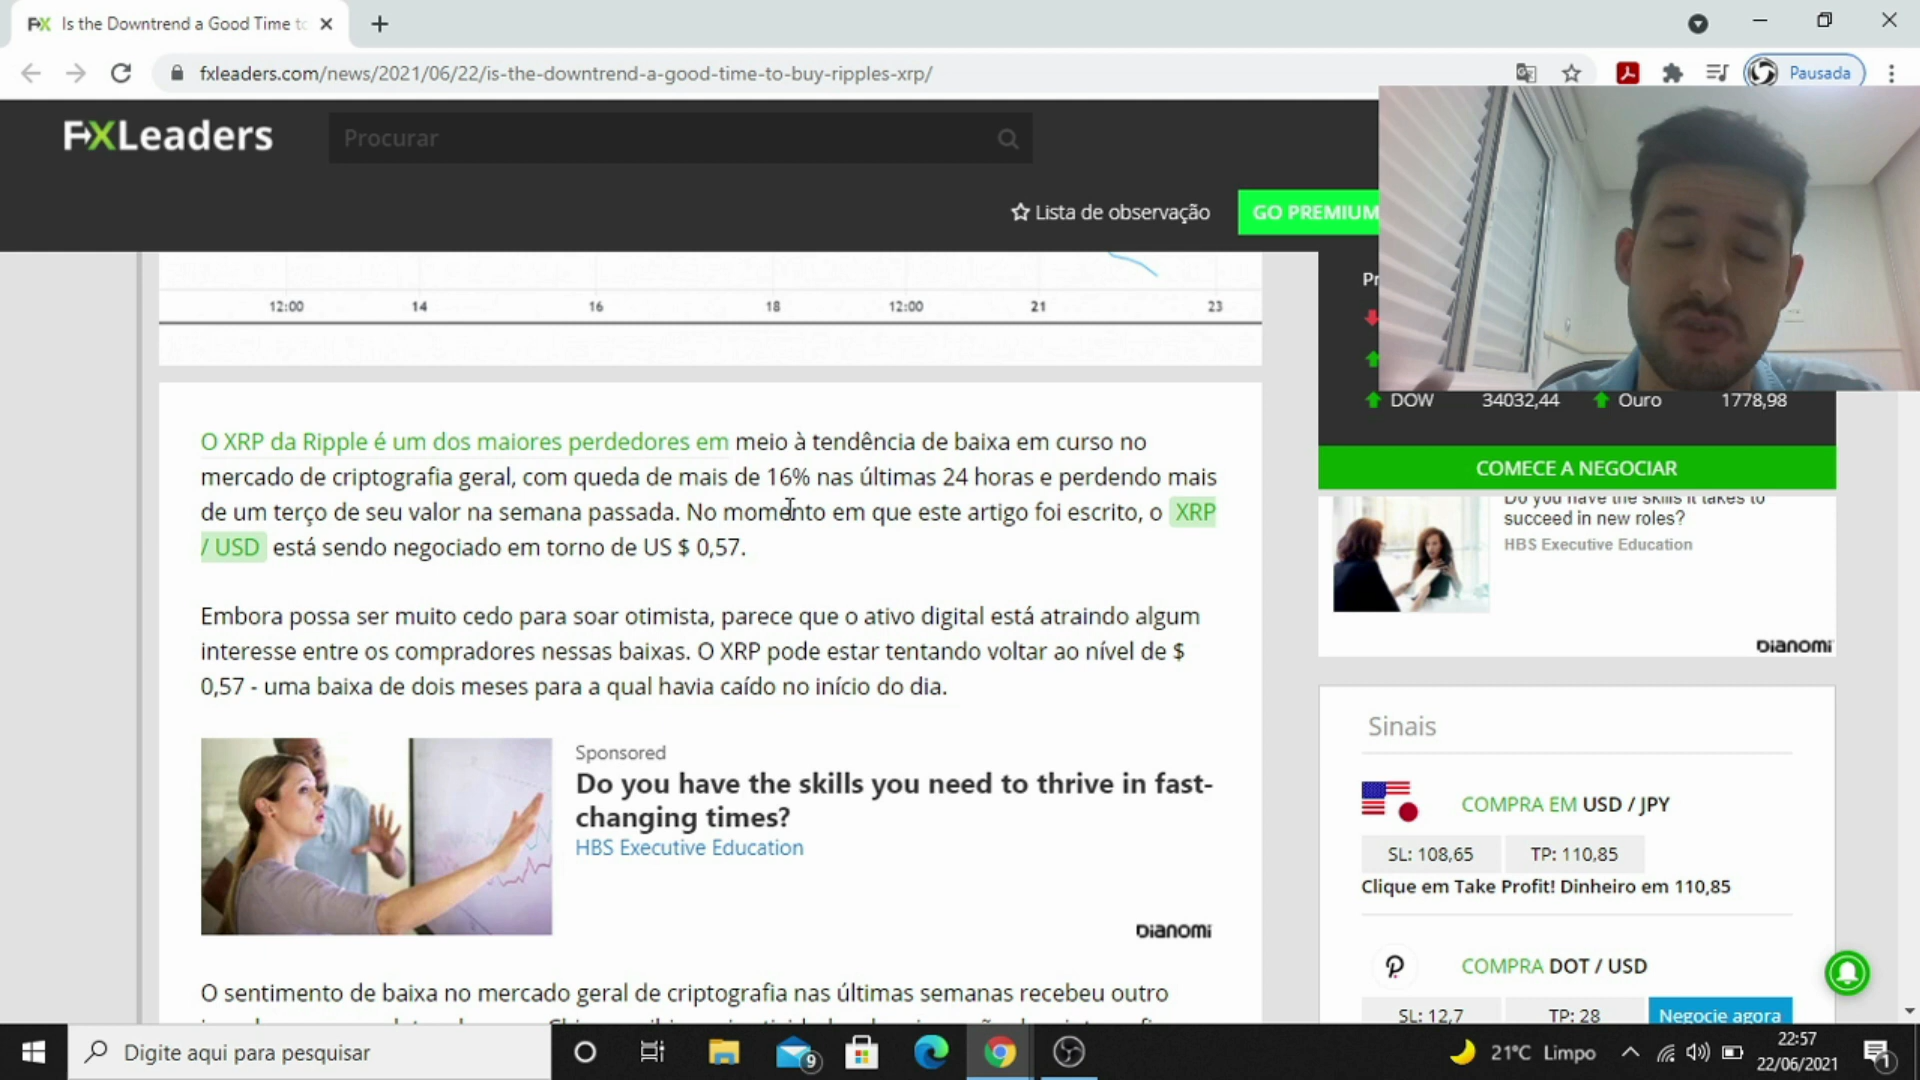 FX Is the Downtrend a Good Time to
fxleaders.com/news/2021/06/22/is-the-downtrend-a-good-time-to-buy-ripples-xrp/
Pausada
FXLeaders
Procurar
Lista de observação
GO PREMIUM
12:00 14 16 18 12:00 21 23
DOW 34032,44 Ouro 1778,98
COMECE A NEGOCIAR
O XRP da Ripple é um dos maiores perdedores em meio à tendência de baixa em curso no
mercado de criptografia geral, com queda de mais de 16% nas últimas 24 horas e perdendo mais
de um terço de seu valor na semana passada. No momento em que este artigo foi escrito, o XRP
/ USD está sendo negociado em torno de US $ 0,57.
Embora possa ser muito cedo para soar otimista, parece que o ativo digital está atraindo algum
interesse entre os compradores nessas baixas. O XRP pode estar tentando voltar ao nível de $
0,57 - uma baixa de dois meses para a qual havia caído no início do dia.
Sponsored
Do you have the skills you need to thrive in fast-
changing times?
HBS Executive Education
Dianomi
O sentimento de baixa no mercado geral de criptografia nas últimas semanas recebeu outro
Do you have the skills it takes to
succeed in new roles?
HBS Executive Education
Dianomi
Sinais
COMPRA EM USD / JPY
SL: 108,65 TP: 110,85
Clique em Take Profit! Dinheiro em 110,85
COMPRA DOT / USD
SL: 12,7 TP: 28 Negocie agora
Digite aqui para pesquisar
9
21°C Limpo
22:57
22/06/2021
1